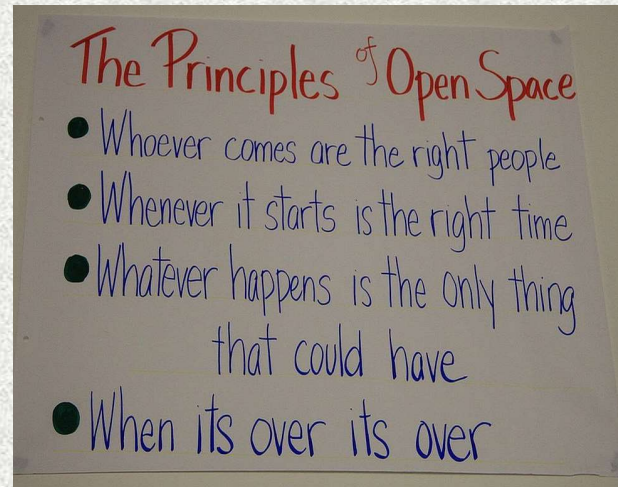 The Principles of Open Space
• Whoever comes are the right people
• Whenever it starts is the right time
• Whatever happens is the only thing
that could have
• When its over its over